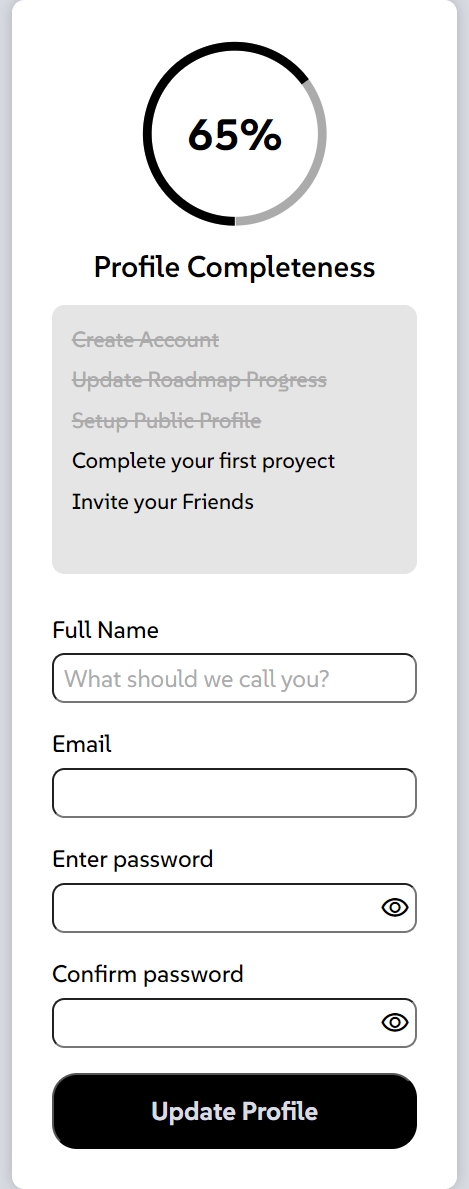 65%
Profile Completeness
Create Account
Update Roadmap Progress
Setup Public Profile
Complete your first proyect
Invite your Friends
Full Name
What should we call you?
Email
Enter password
Confirm password
Update Profile